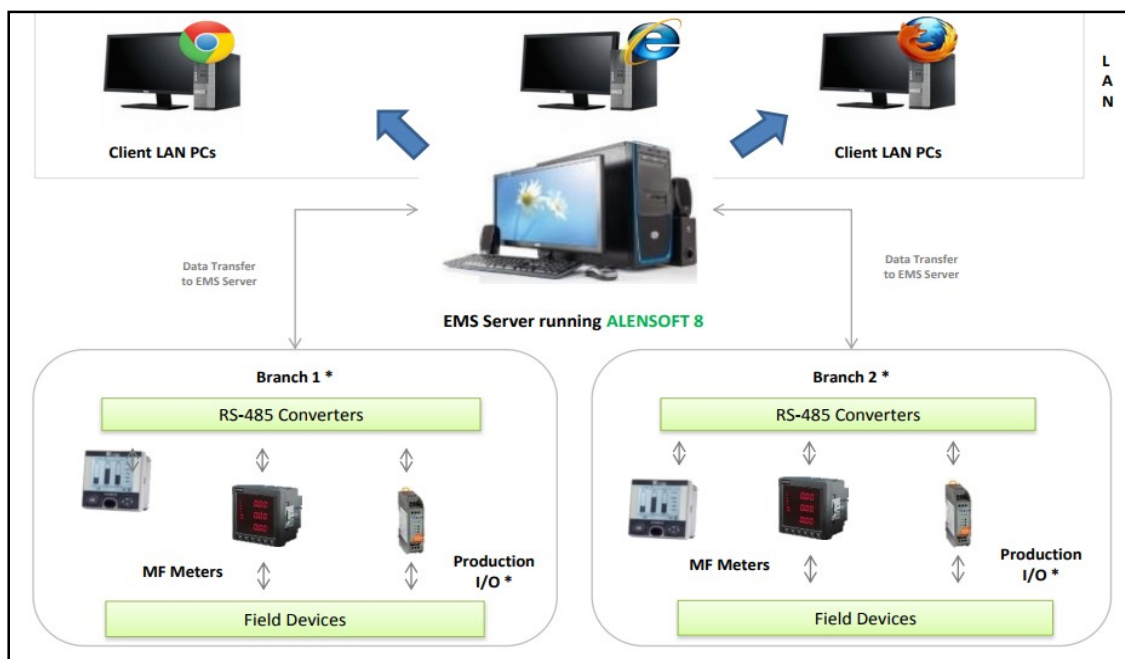 L
A
N
Client LAN PCs
Client LAN PCs
Data Transfer
to EMS Server
Data Transfer
to EMS Server
EMS Server running ALENSOFT 8
Branch 1 *
RS-485 Converters
MF Meters
Production
I/O *
Field Devices
Branch 2 *
RS-485 Converters
MF Meters
Production
I/O *
Field Devices